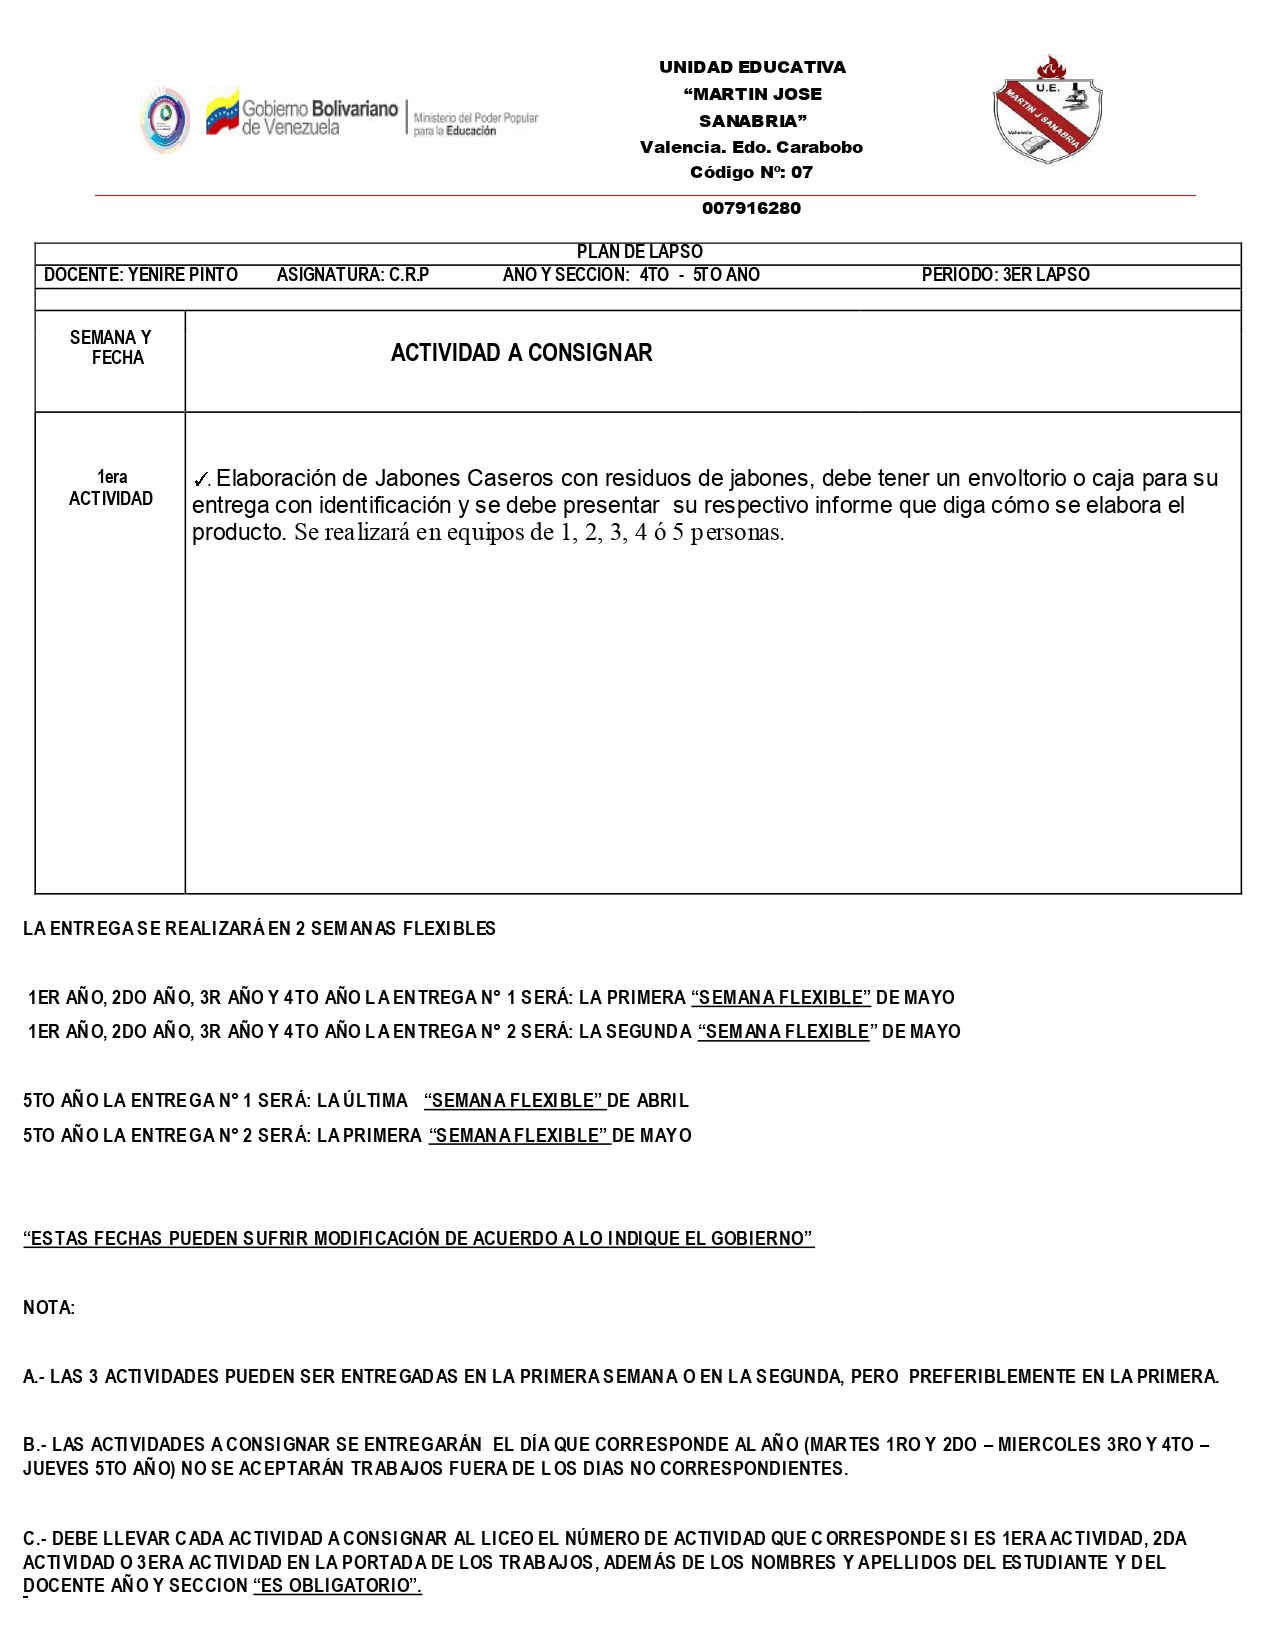 Gobierno Bolivariano
de Venezuela
Ministerio del Poder Popular
para la Educación
UNIDAD EDUCATIVA
“MARTIN JOSE
SANABRIA”
Valencia. Edo. Carabobo
Código Nº: 07
007916280
U.E.
MARTIN J SANABRIA
Valencia
PLAN DE LAPSO
DOCENTE: YENIRE PINTO ASIGNATURA: C.R.P ANO Y SECCION: 4TO - 5TO ANO PERIODO: 3ER LAPSO
SEMANA Y
FECHA
ACTIVIDAD A CONSIGNAR
1era
ACTIVIDAD
✓. Elaboración de Jabones Caseros con residuos de jabones, debe tener un envoltorio o caja para su
entrega con identificación y se debe presentar su respectivo informe que diga cómo se elabora el
producto. Se realizará en equipos de 1, 2, 3, 4 ó 5 personas.
LA ENTREGA SE REALIZARÁ EN 2 SEMANAS FLEXIBLES
1ER AÑO, 2DO AÑO, 3R AÑO Y 4TO AÑO LA ENTREGA N° 1 SERÁ: LA PRIMERA “SEMANA FLEXIBLE” DE MAYO
1ER AÑO, 2DO AÑO, 3R AÑO Y 4TO AÑO LA ENTREGA N° 2 SERÁ: LA SEGUNDA “SEMANA FLEXIBLE” DE MAYO
5TO AÑO LA ENTREGA N° 1 SERÁ: LA ÚLTIMA “SEMANA FLEXIBLE” DE ABRIL
5TO AÑO LA ENTREGA N° 2 SERÁ: LA PRIMERA “SEMANA FLEXIBLE” DE MAYO
“ESTAS FECHAS PUEDEN SUFRIR MODIFICACIÓN DE ACUERDO A LO INDIQUE EL GOBIERNO”
NOTA:
A.- LAS 3 ACTIVIDADES PUEDEN SER ENTREGADAS EN LA PRIMERA SEMANA O EN LA SEGUNDA, PERO PREFERIBLEMENTE EN LA PRIMERA.
B.- LAS ACTIVIDADES A CONSIGNAR SE ENTREGARÁN EL DÍA QUE CORRESPONDE AL AÑO (MARTES 1RO Y 2DO – MIERCOLES 3RO Y 4TO –
JUEVES 5TO AÑO) NO SE ACEPTARÁN TRABAJOS FUERA DE LOS DIAS NO CORRESPONDIENTES.
C.- DEBE LLEVAR CADA ACTIVIDAD A CONSIGNAR AL LICEO EL NÚMERO DE ACTIVIDAD QUE CORRESPONDE SI ES 1ERA ACTIVIDAD, 2DA
ACTIVIDAD O 3ERA ACTIVIDAD EN LA PORTADA DE LOS TRABAJOS, ADEMÁS DE LOS NOMBRES Y APELLIDOS DEL ESTUDIANTE Y DEL
DOCENTE AÑO Y SECCION “ES OBLIGATORIO”.